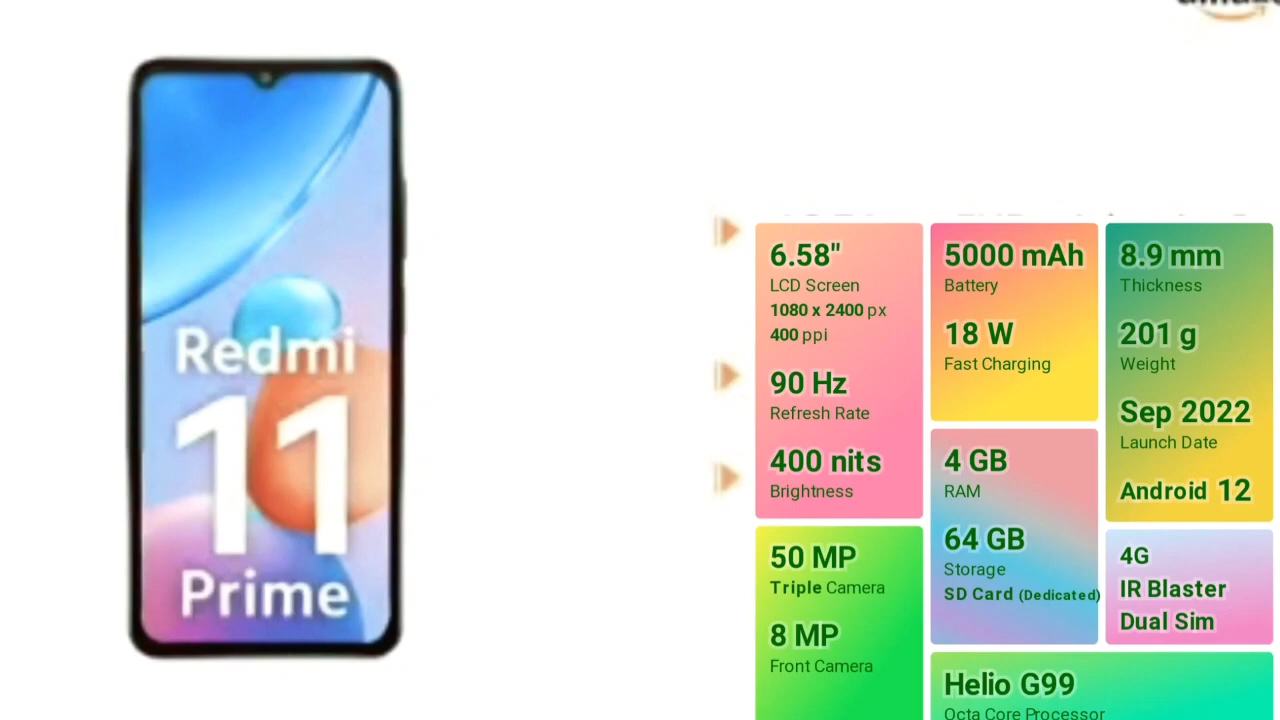 Redmi
11
Prime
6.58"
LCD Screen
1080 x 2400 px
400 ppi
90 Hz
Refresh Rate
400 nits
Brightness
50 MP
Triple Camera
8 MP
Front Camera
5000 mAh
Battery
18 W
Fast Charging
4 GB
RAM
64 GB
Storage
SD Card (Dedicated)
8.9 mm
Thickness
201 g
Weight
Sep 2022
Launch Date
Android 12
4G
IR Blaster
Dual Sim
Helio G99
Octa Core Processor